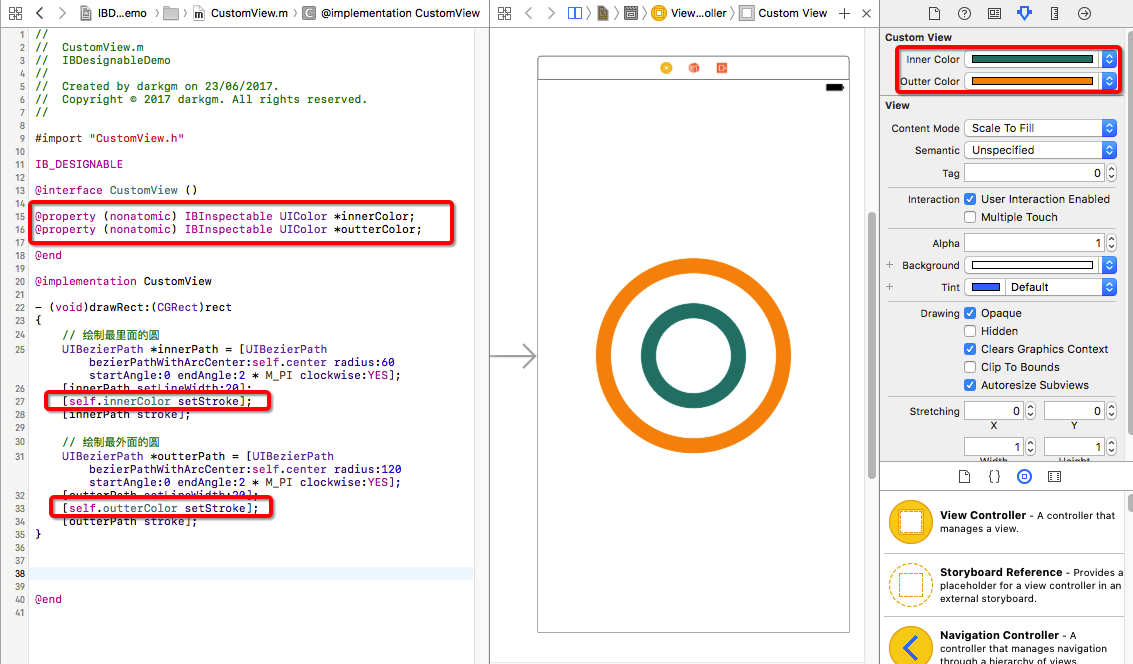 IBD...emo
CustomView.m
@implementation CustomView
View...oller
Custom View
1 //
2 //  CustomView.m
3 //  IBDesignableDemo
4 //
5 //  Created by darkgm on 23/06/2017.
6 //  Copyright © 2017 darkgm. All rights reserved.
7 //
8
9 #import "CustomView.h"
10
11 IB_DESIGNABLE
12
13 @interface CustomView ()
14
15 @property (nonatomic) IBInspectable UIColor *innerColor;
16 @property (nonatomic) IBInspectable UIColor *outterColor;
17
18 @end
19
20 @implementation CustomView
21
22 - (void)drawRect:(CGRect)rect
23 {
24     // 绘制最里面的圆
25     UIBezierPath *innerPath = [UIBezierPath
bezierPathWithArcCenter:self.center radius:60
startAngle:0 endAngle:2 * M_PI clockwise:YES];
26     [innerPath setLineWidth:20];
27     [self.innerColor setStroke];
28     [innerPath stroke];
29
30     // 绘制最外面的圆
31     UIBezierPath *outterPath = [UIBezierPath
bezierPathWithArcCenter:self.center radius:120
startAngle:0 endAngle:2 * M_PI clockwise:YES];
32     [outterPath setLineWidth:20];
33     [self.outterColor setStroke];
34     [outterPath stroke];
35 }
36
37
38
39
40 @end
41
Custom View
Inner Color
Outter Color
View
Content Mode Scale To Fill
Semantic Unspecified
Tag 0
Interaction User Interaction Enabled
Multiple Touch
Alpha 1
Background
Tint Default
Drawing Opaque
Hidden
Clears Graphics Context
Clip To Bounds
Autoresize Subviews
Stretching 0 0
X Y
1 1
Width Height
{}
View Controller - A controller that
manages a view.
Storyboard Reference - Provides a
placeholder for a view controller in an
external storyboard.
Navigation Controller - A
controller that manages navigation
through a hierarchy of views.